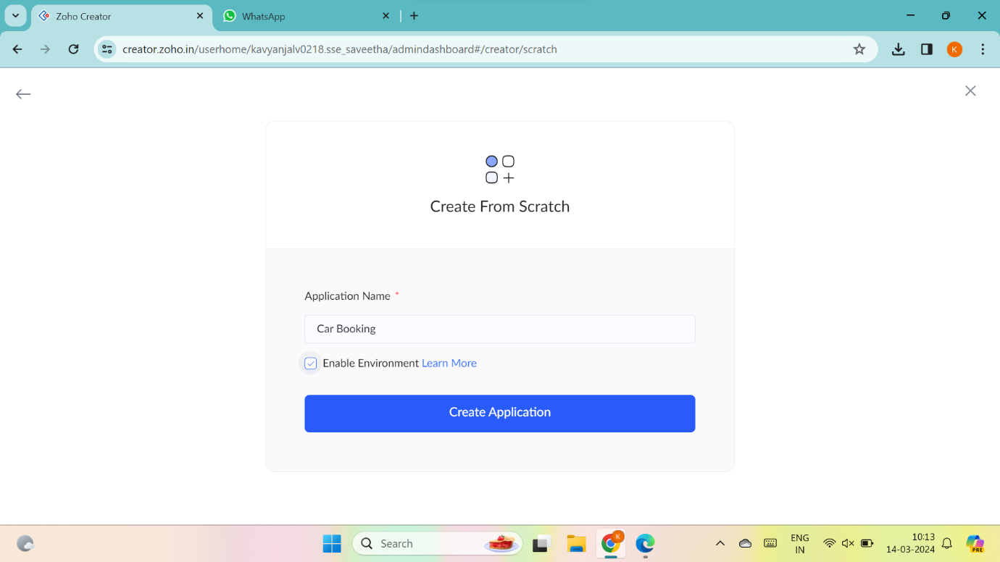 Zoho Creator
WhatsApp
creator.zoho.in/userhome/kavyanjalv0218.sse_saveetha/admindashboard#/creator/scratch
K
Create From Scratch
Application Name *
Car Booking
Enable Environment Learn More
Create Application
Search
K
ENG
IN
10:13
14-03-2024
PRE